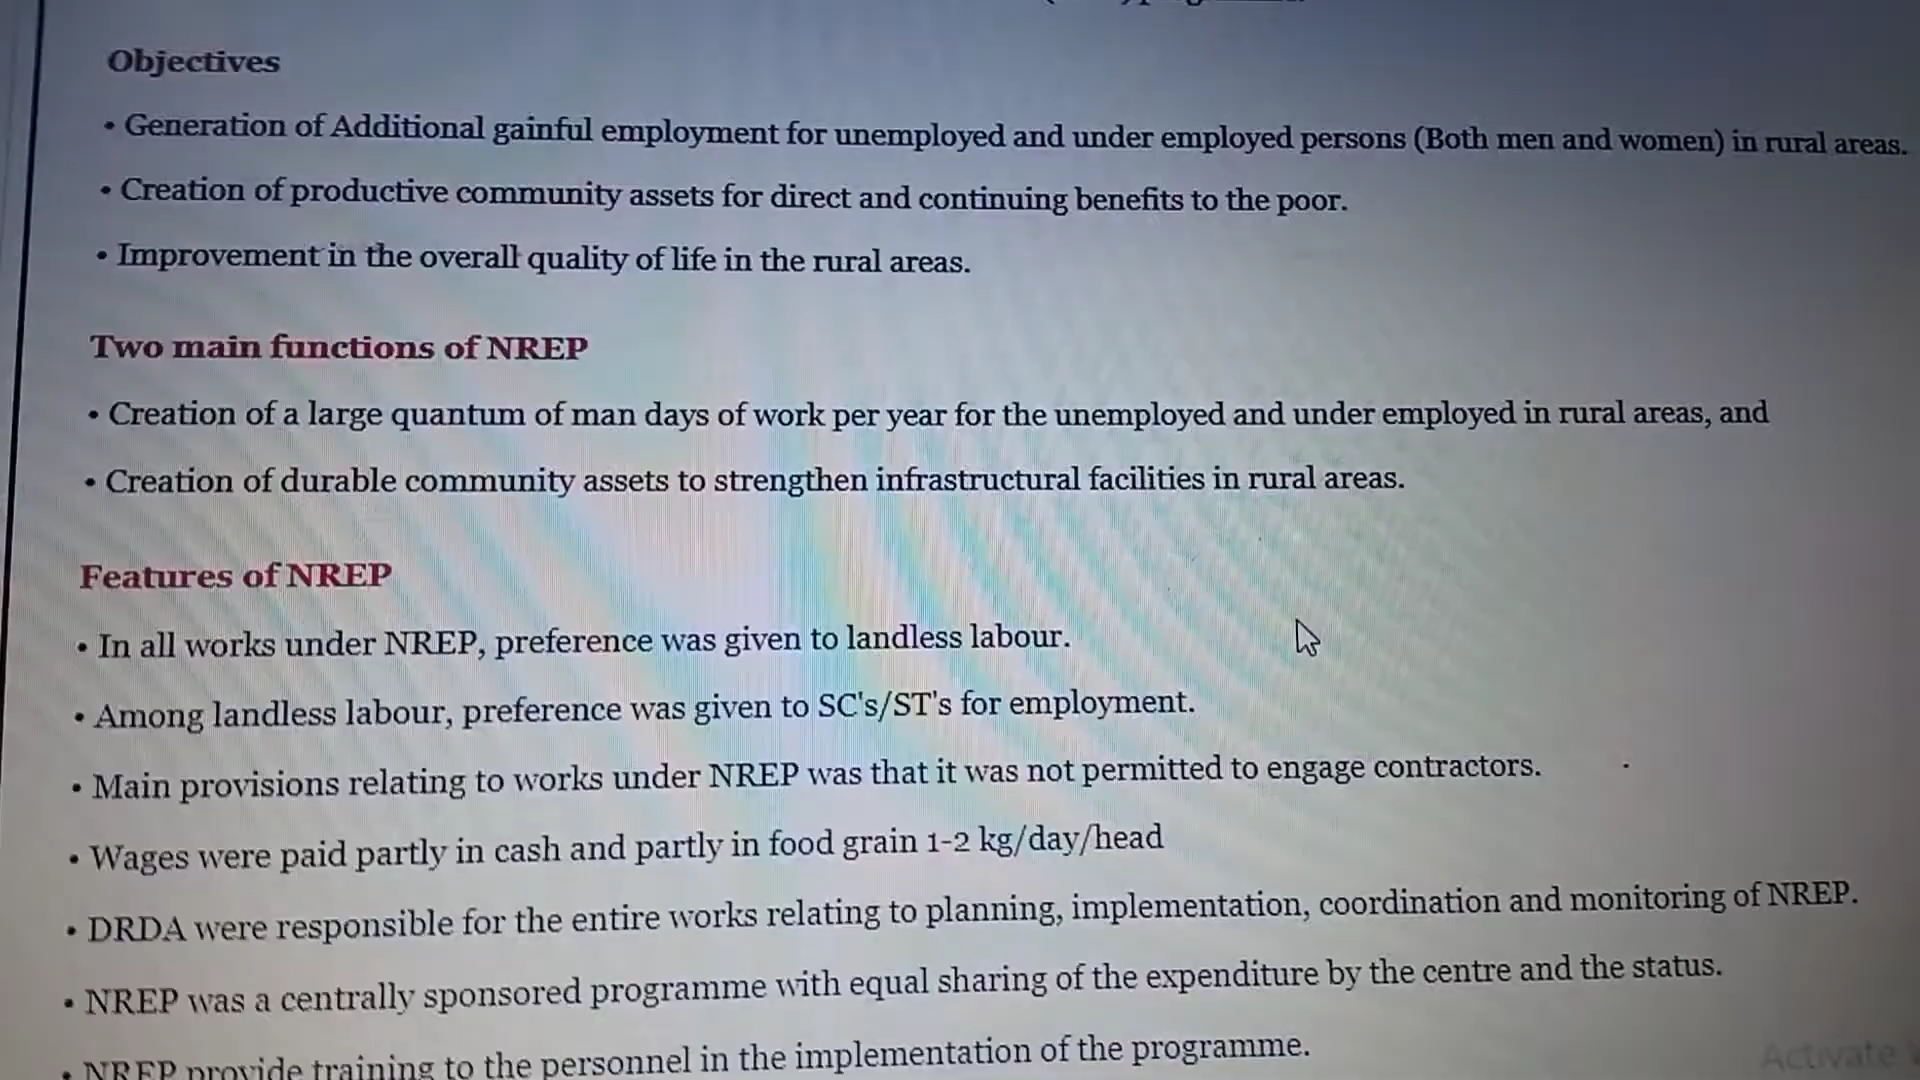 Objectives
• Generation of Additional gainful employment for unemployed and under employed persons (Both men and women) in rural areas.
• Creation of productive community assets for direct and continuing benefits to the poor.
• Improvement in the overall quality of life in the rural areas.
Two main functions of NREP
• Creation of a large quantum of man days of work per year for the unemployed and under employed in rural areas, and
• Creation of durable community assets to strengthen infrastructural facilities in rural areas.
Features of NREP
• In all works under NREP, preference was given to landless labour.
• Among landless labour, preference was given to SC's/ST's for employment.
• Main provisions relating to works under NREP was that it was not permitted to engage contractors.
• Wages were paid partly in cash and partly in food grain 1-2 kg/day/head
• DRDA were responsible for the entire works relating to planning, implementation, coordination and monitoring of NREP.
• NREP was a centrally sponsored programme with equal sharing of the expenditure by the centre and the status.
• NREP provide training to the personnel in the implementation of the programme.
Activate